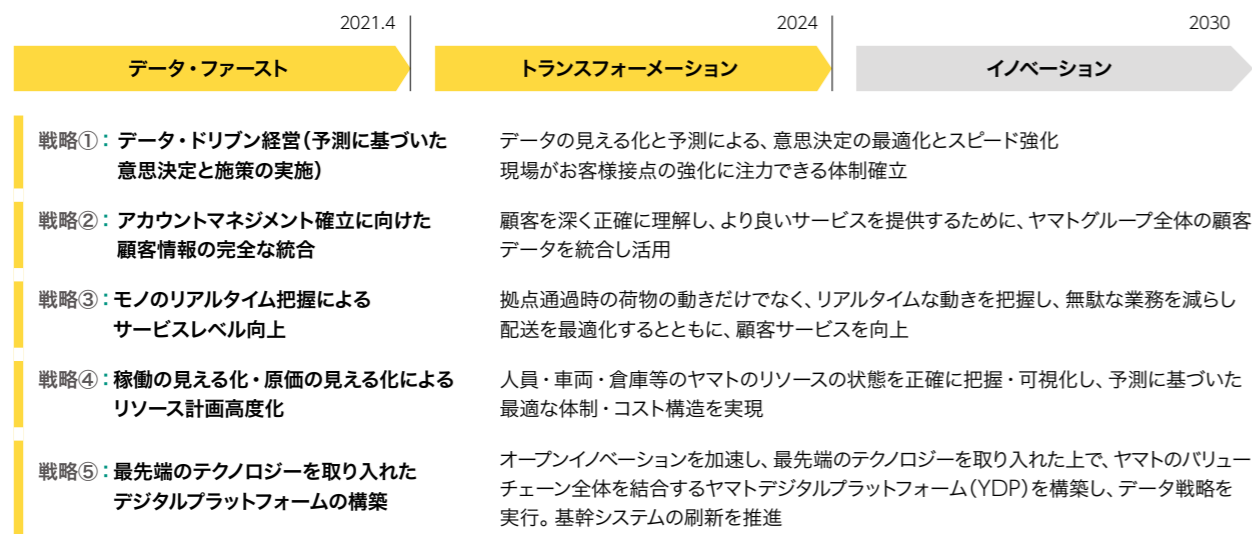 2021.4
2024
2030
データ・ファースト
トランスフォーメーション
イノベーション
戦略①：データ・ドリブン経営（予測に基づいた
意思決定と施策の実施）
データの見える化と予測による、意思決定の最適化とスピード強化
現場がお客様接点の強化に注力できる体制確立
戦略②：アカウントマネジメント確立に向けた
顧客情報の完全な統合
顧客を深く正確に理解し、より良いサービスを提供するために、ヤマトグループ全体の顧客
データを統合し活用
戦略③：モノのリアルタイム把握による
サービスレベル向上
拠点通過時の荷物の動きだけでなく、リアルタイムな動きを把握し、無駄な業務を減らし
配送を最適化するとともに、顧客サービスを向上
戦略④：稼働の見える化・原価の見える化による
リソース計画高度化
人員・車両・倉庫等のヤマトのリソースの状態を正確に把握・可視化し、予測に基づいた
最適な体制・コスト構造を実現
戦略⑤：最先端のテクノロジーを取り入れた
デジタルプラットフォームの構築
オープンイノベーションを加速し、最先端のテクノロジーを取り入れた上で、ヤマトのバリュー
チェーン全体を結合するヤマトデジタルプラットフォーム（YDP）を構築し、データ戦略を
実行。基幹システムの刷新を推進